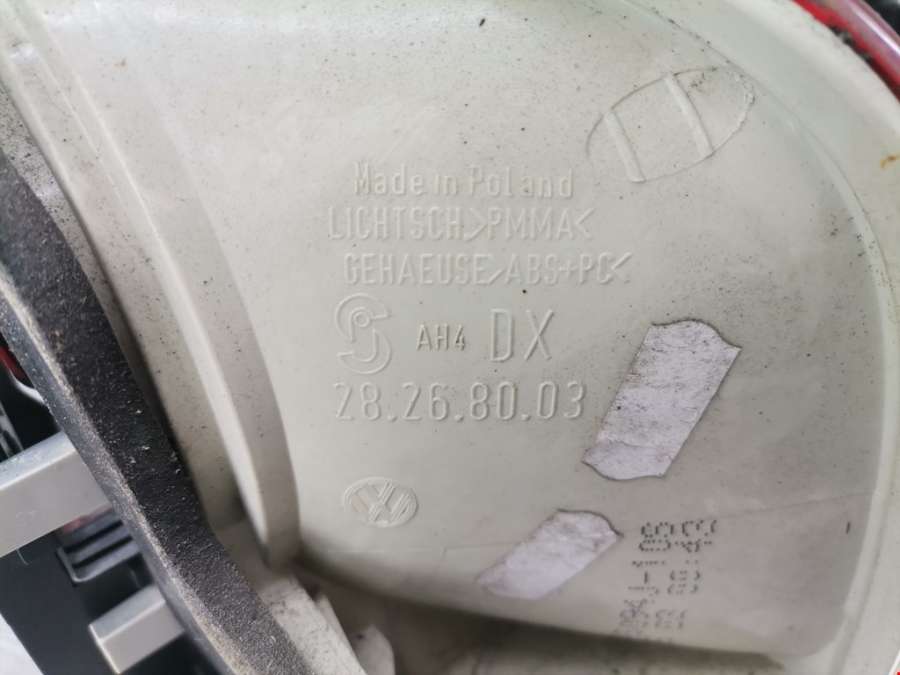 Made in Poland
LICHTSCH>PMMA<
GEHAEUSE>ABS+PC<
AH4 DX
28.26.80.03